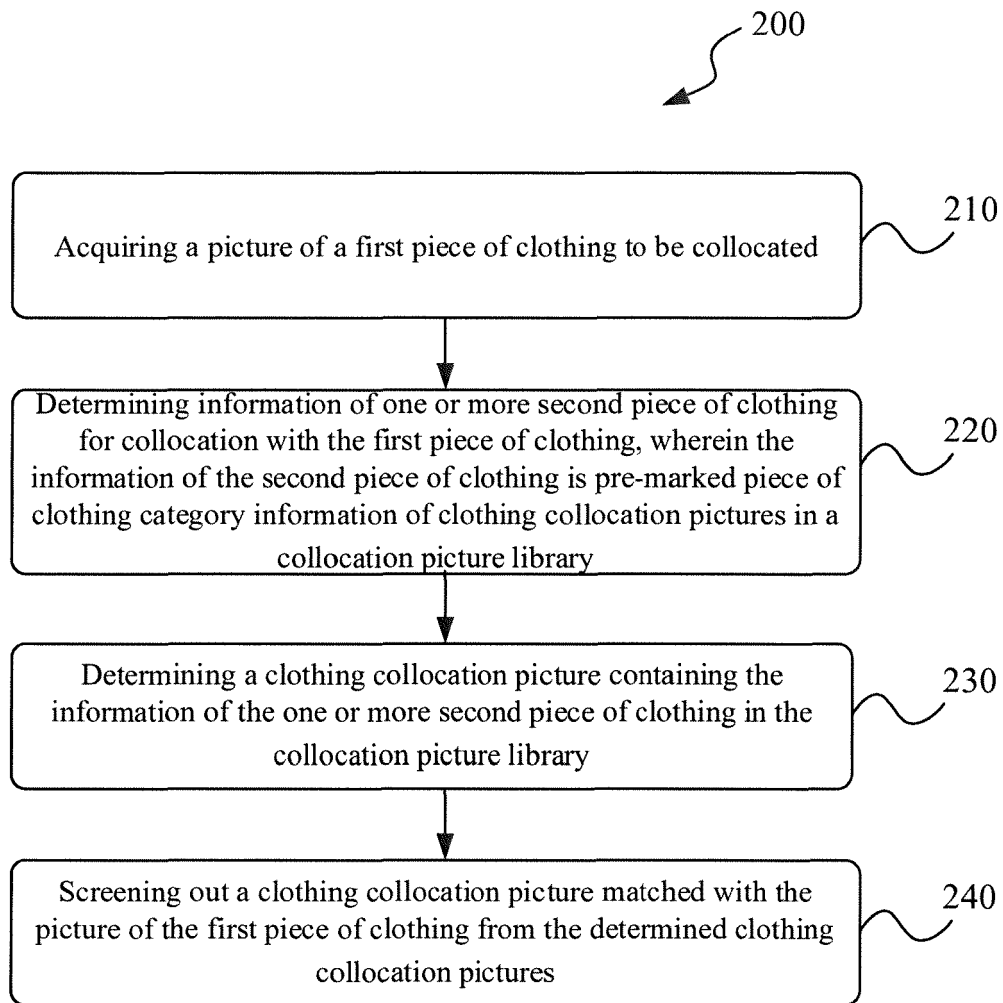 200
Acquiring a picture of a first piece of clothing to be collocated
210
Determining information of one or more second piece of clothing
for collocation with the first piece of clothing, wherein the
information of the second piece of clothing is pre-marked piece of
clothing category information of clothing collocation pictures in a
collocation picture library
220
Determining a clothing collocation picture containing the
information of the one or more second piece of clothing in the
collocation picture library
230
Screening out a clothing collocation picture matched with the
picture of the first piece of clothing from the determined clothing
collocation pictures
240